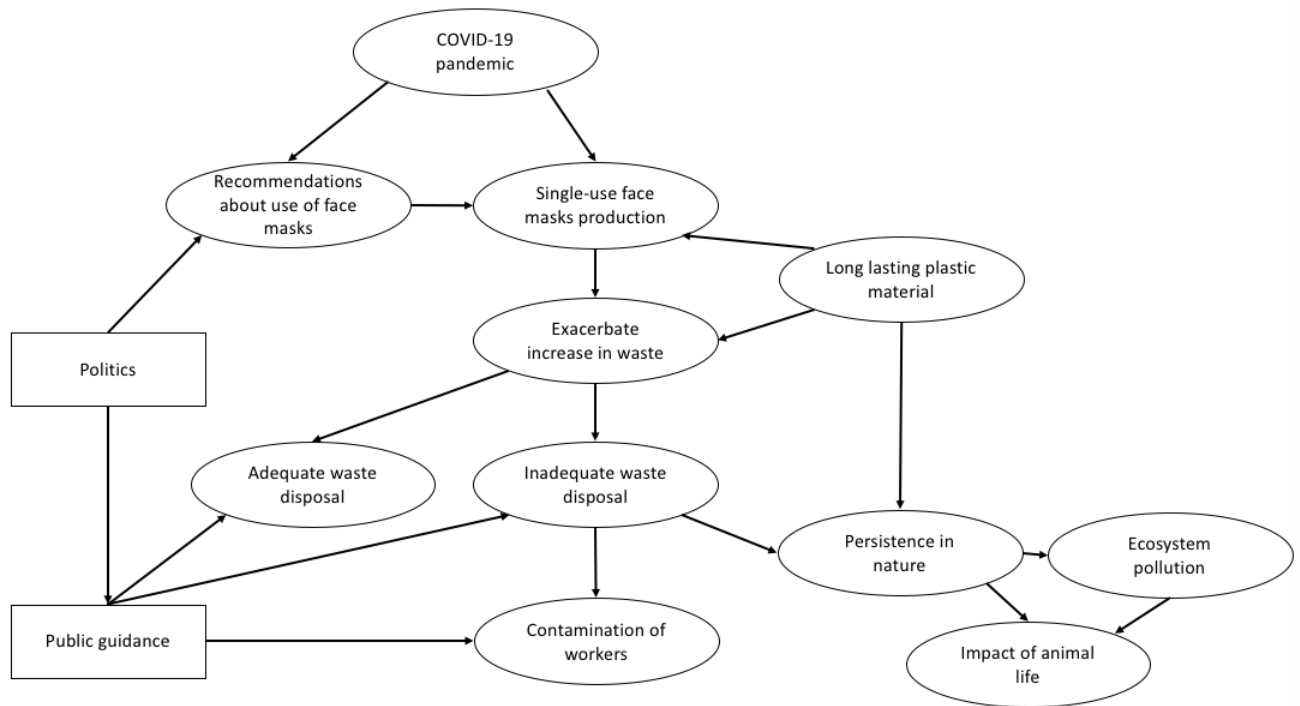 COVID-19
pandemic
Recommendations
about use of face
masks
Single-use face
masks production
Long lasting plastic
material
Exacerbate
increase in waste
Politics
Adequate waste
disposal
Inadequate waste
disposal
Persistence in
nature
Ecosystem
pollution
Public guidance
Contamination of
workers
Impact of animal
life